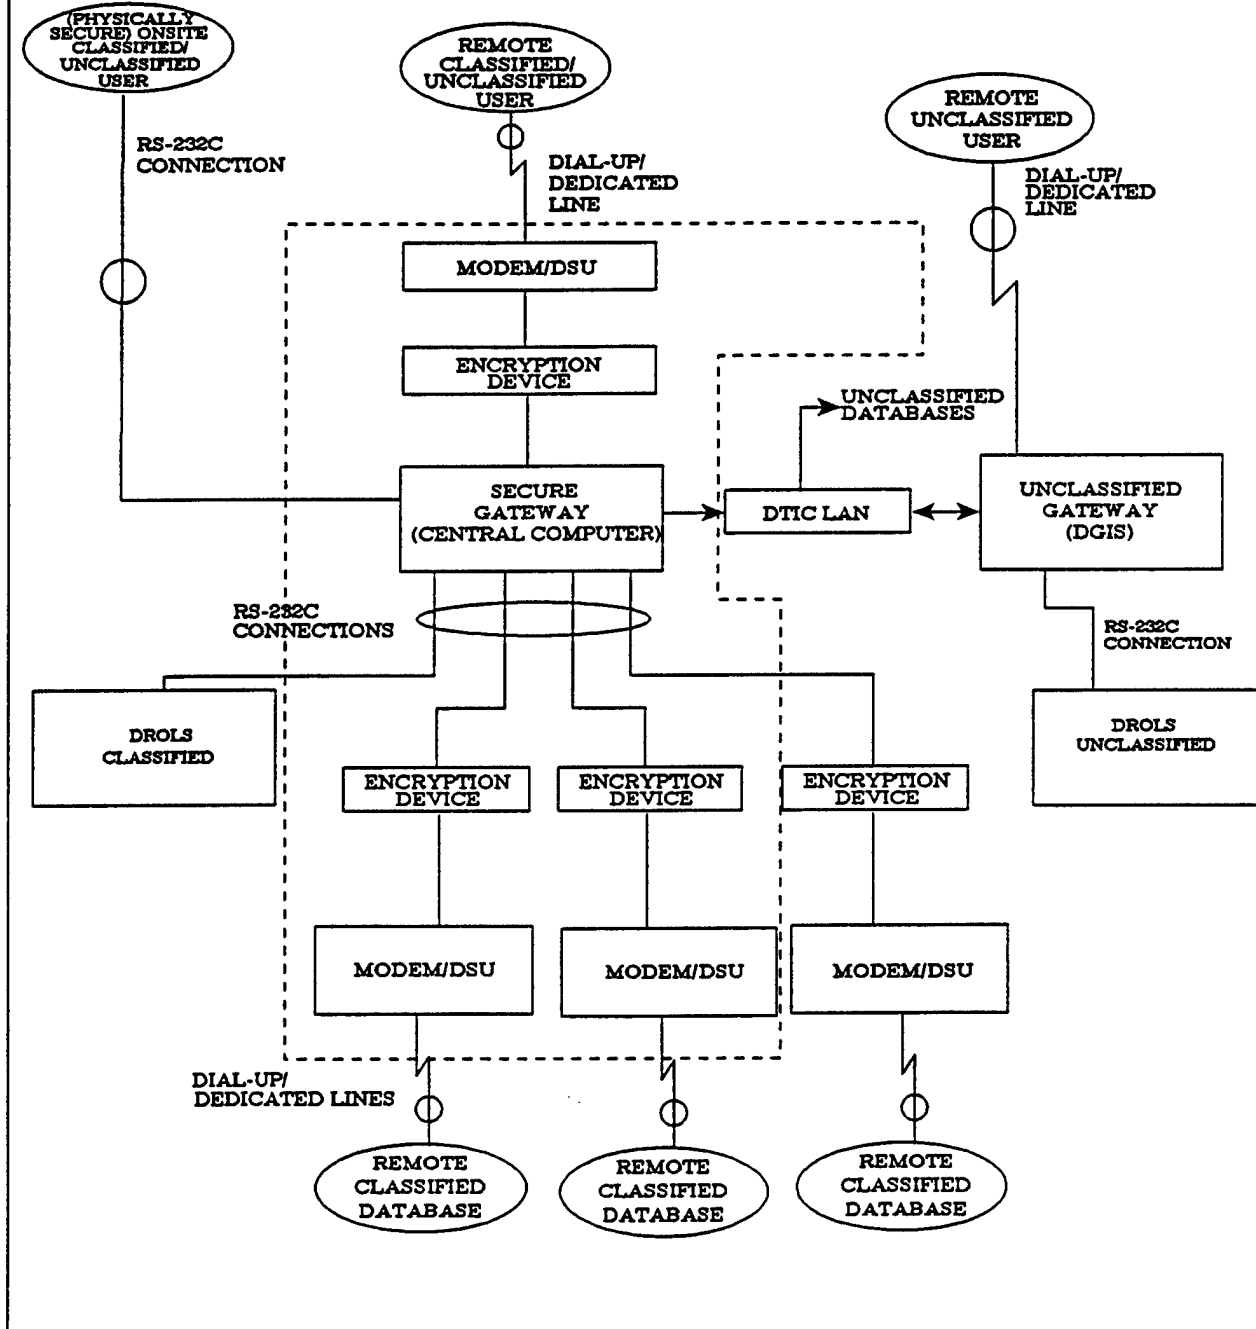 (PHYSICALLY
SECURE) ONSITE
CLASSIFIED/
UNCLASSIFIED
USER
REMOTE
CLASSIFIED/
UNCLASSIFIED
USER
REMOTE
UNCLASSIFIED
USER
RS-232C
CONNECTION
DIAL-UP/
DEDICATED
LINE
DIAL-UP/
DEDICATED
LINE
MODEM/DSU
ENCRYPTION
DEVICE
UNCLASSIFIED
DATABASES
SECURE
GATEWAY
(CENTRAL COMPUTER)
DTIC LAN
UNCLASSIFIED
GATEWAY
(DGIS)
RS-232C
CONNECTIONS
RS-232C
CONNECTION
DROLS
CLASSIFIED
DROLS
UNCLASSIFIED
ENCRYPTION
DEVICE
ENCRYPTION
DEVICE
ENCRYPTION
DEVICE
MODEM/DSU
MODEM/DSU
MODEM/DSU
DIAL-UP/
DEDICATED LINES
REMOTE
CLASSIFIED
DATABASE
REMOTE
CLASSIFIED
DATABASE
REMOTE
CLASSIFIED
DATABASE